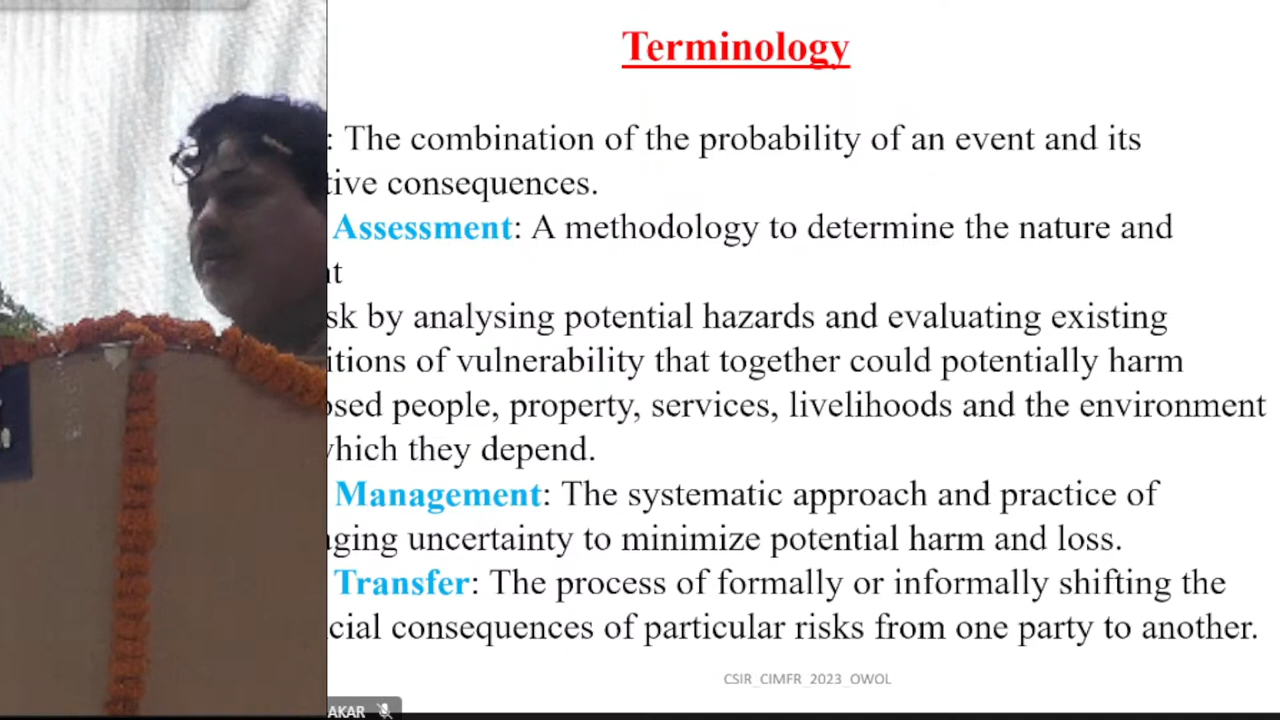 Terminology
: The combination of the probability of an event and its
tive consequences.
Assessment: A methodology to determine the nature and
nt
sk by analysing potential hazards and evaluating existing
itions of vulnerability that together could potentially harm
osed people, property, services, livelihoods and the environment
which they depend.
Management: The systematic approach and practice of
aging uncertainty to minimize potential harm and loss.
Transfer: The process of formally or informally shifting the
cial consequences of particular risks from one party to another.
CSIR_CIMFR_2023_OWOL
AKAR